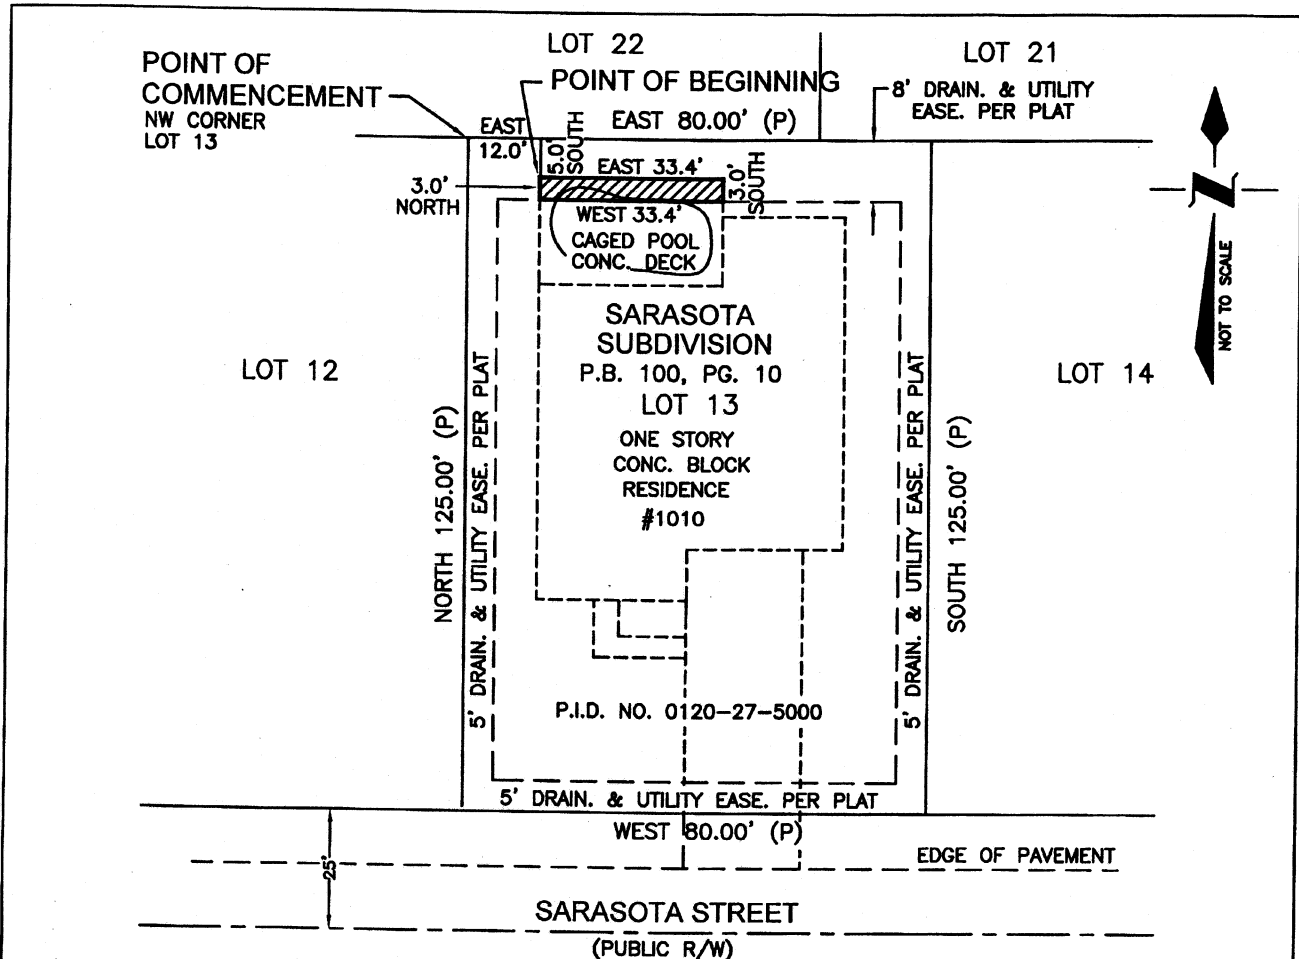 LOT 22
LOT 21
POINT OF
COMMENCEMENT
NW CORNER
LOT 13
POINT OF BEGINNING
8' DRAIN. & UTILITY
EASE. PER PLAT
EAST
12.0'
EAST 80.00' (P)
5.0'
SOUTH
EAST 33.4'
3.0'
SOUTH
3.0'
NORTH
WEST 33.4'
CAGED POOL
CONC. DECK
N
NOT TO SCALE
SARASOTA
SUBDIVISION
P.B. 100, PG. 10
LOT 13
LOT 12
LOT 14
ONE STORY
CONC. BLOCK
RESIDENCE
#1010
NORTH 125.00' (P)
5' DRAIN. & UTILITY EASE. PER PLAT
5' DRAIN. & UTILITY EASE. PER PLAT
SOUTH 125.00' (P)
P.I.D. NO. 0120-27-5000
5' DRAIN. & UTILITY EASE. PER PLAT
WEST 80.00' (P)
25'
EDGE OF PAVEMENT
SARASOTA STREET
(PUBLIC R/W)